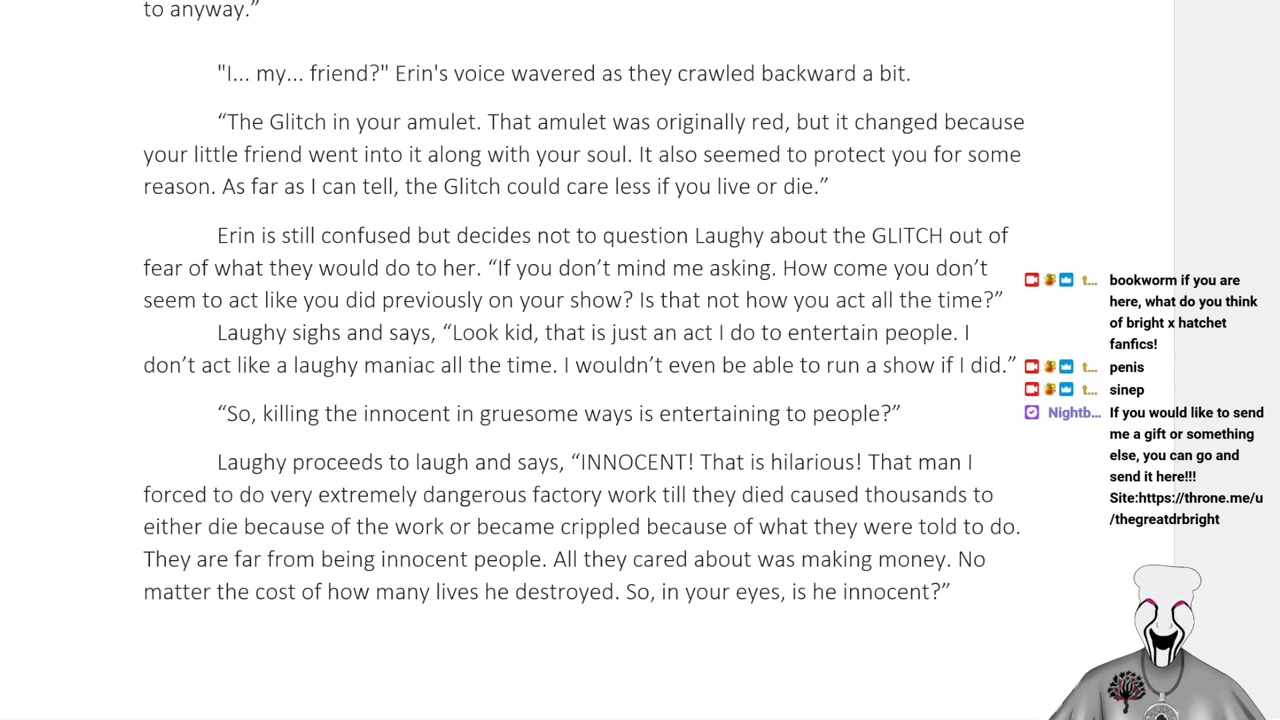 to anyway.”
"I... my... friend?" Erin's voice wavered as they crawled backward a bit.
“The Glitch in your amulet. That amulet was originally red, but it changed because
your little friend went into it along with your soul. It also seemed to protect you for some
reason. As far as I can tell, the Glitch could care less if you live or die.”
Erin is still confused but decides not to question Laughy about the GLITCH out of
fear of what they would do to her. “If you don’t mind me asking. How come you don’t
seem to act like you did previously on your show? Is that not how you act all the time?”
Laughy sighs and says, “Look kid, that is just an act I do to entertain people. I
don’t act like a laughy maniac all the time. I wouldn’t even be able to run a show if I did.”
“So, killing the innocent in gruesome ways is entertaining to people?”
Laughy proceeds to laugh and says, “INNOCENT! That is hilarious! That man I
forced to do very extremely dangerous factory work till they died caused thousands to
either die because of the work or became crippled because of what they were told to do.
They are far from being innocent people. All they cared about was making money. No
matter the cost of how many lives he destroyed. So, in your eyes, is he innocent?”
t... bookworm if you are
here, what do you think
of bright x hatchet
fanfics!
t... penis
t... sinep
Nightb... If you would like to send
me a gift or something
else, you can go and
send it here!!!
Site:https://throne.me/u
/thegreatdrbright